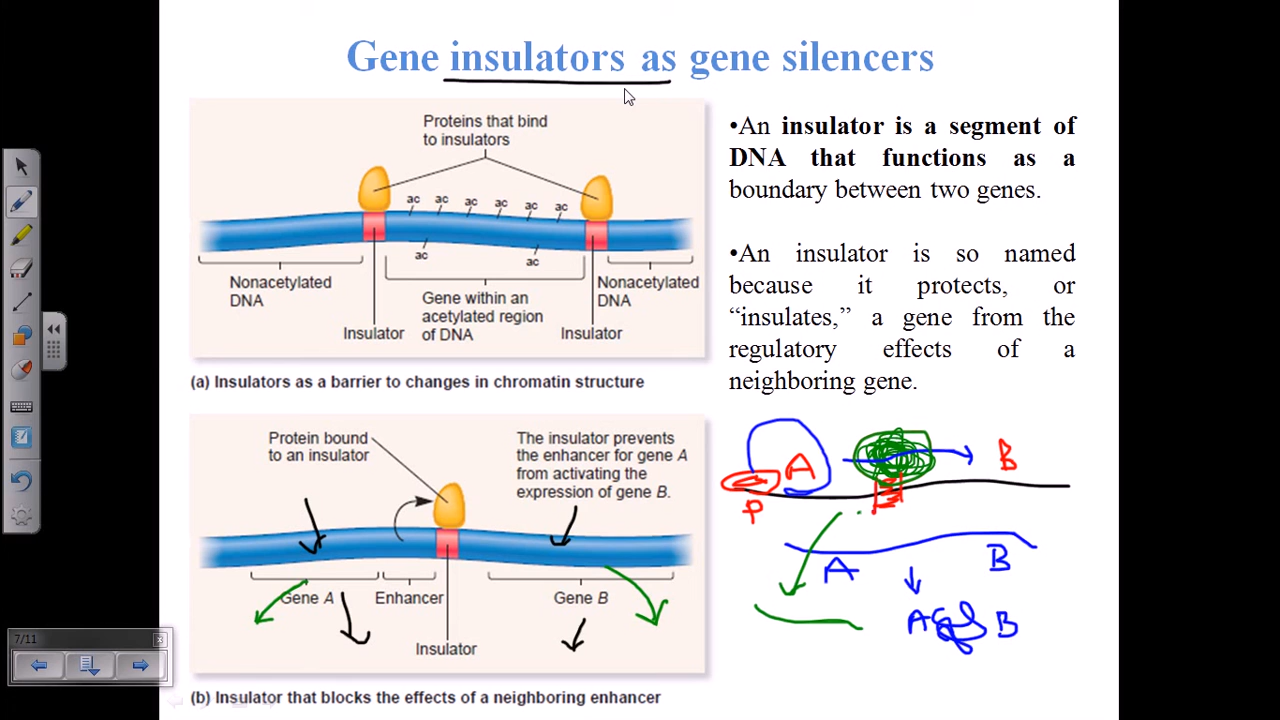 Gene insulators as gene silencers
Proteins that bind
to insulators
ac ac ac ac ac ac
ac ac
Nonacetylated
DNA
Insulator
Gene within an
acetylated region
of DNA
Insulator
Nonacetylated
DNA
(a) Insulators as a barrier to changes in chromatin structure
Protein bound
to an insulator
The insulator prevents
the enhancer for gene A
from activating the
expression of gene B.
Gene A
Enhancer
Insulator
Gene B
(b) Insulator that blocks the effects of a neighboring enhancer
•An insulator is a segment of
DNA that functions as a
boundary between two genes.
•An insulator is so named
because it protects, or
“insulates,” a gene from the
regulatory effects of a
neighboring gene.
A B
P
A B
A B
7/11